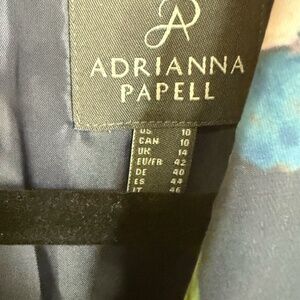 ADRIANNA
PAPELL
US 10
CAN 10
UK 14
EU/FR 42
DE 40
ES 44
IT 46